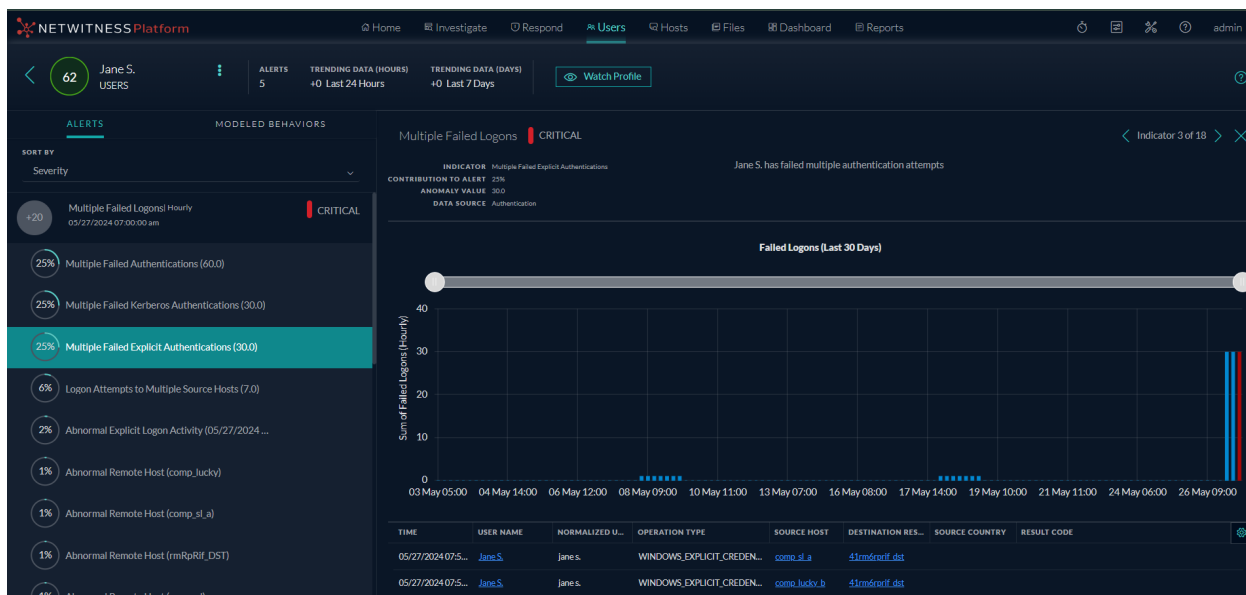 NETWITNESS Platform
Home Investigate Respond Users Hosts Files Dashboard Reports admin
62 Jane S. USERS
ALERTS 5
TRENDING DATA (HOURS) +0 Last 24 Hours
TRENDING DATA (DAYS) +0 Last 7 Days
Watch Profile
ALERTS MODELED BEHAVIORS
SORT BY
Severity
+20 Multiple Failed Logons| Hourly CRITICAL
05/27/2024 07:00:00 am
25% Multiple Failed Authentications (60.0)
25% Multiple Failed Kerberos Authentications (30.0)
25% Multiple Failed Explicit Authentications (30.0)
6% Logon Attempts to Multiple Source Hosts (7.0)
2% Abnormal Explicit Logon Activity (05/27/2024 ...
1% Abnormal Remote Host (comp_lucky)
1% Abnormal Remote Host (comp_sl_a)
1% Abnormal Remote Host (rmRpRif_DST)
Multiple Failed Logons CRITICAL
Indicator 3 of 18
INDICATOR Multiple Failed Explicit Authentications
CONTRIBUTION TO ALERT 25%
ANOMALY VALUE 30.0
DATA SOURCE Authentication
Jane S. has failed multiple authentication attempts
Failed Logons (Last 30 Days)
Sum of Failed Logons (Hourly)
40
30
20
10
0
03 May 05:00 04 May 14:00 06 May 12:00 08 May 09:00 10 May 11:00 13 May 07:00 16 May 08:00 17 May 14:00 19 May 10:00 21 May 11:00 24 May 06:00 26 May 09:00
TIME USER NAME NORMALIZED U... OPERATION TYPE SOURCE HOST DESTINATION RES... SOURCE COUNTRY RESULT CODE
05/27/2024 07:5... Jane S. jane s. WINDOWS_EXPLICIT_CREDEN... comp_sl_a 41rm6rprif_dst
05/27/2024 07:5... Jane S. jane s. WINDOWS_EXPLICIT_CREDEN... comp_lucky_b 41rm6rprif_dst